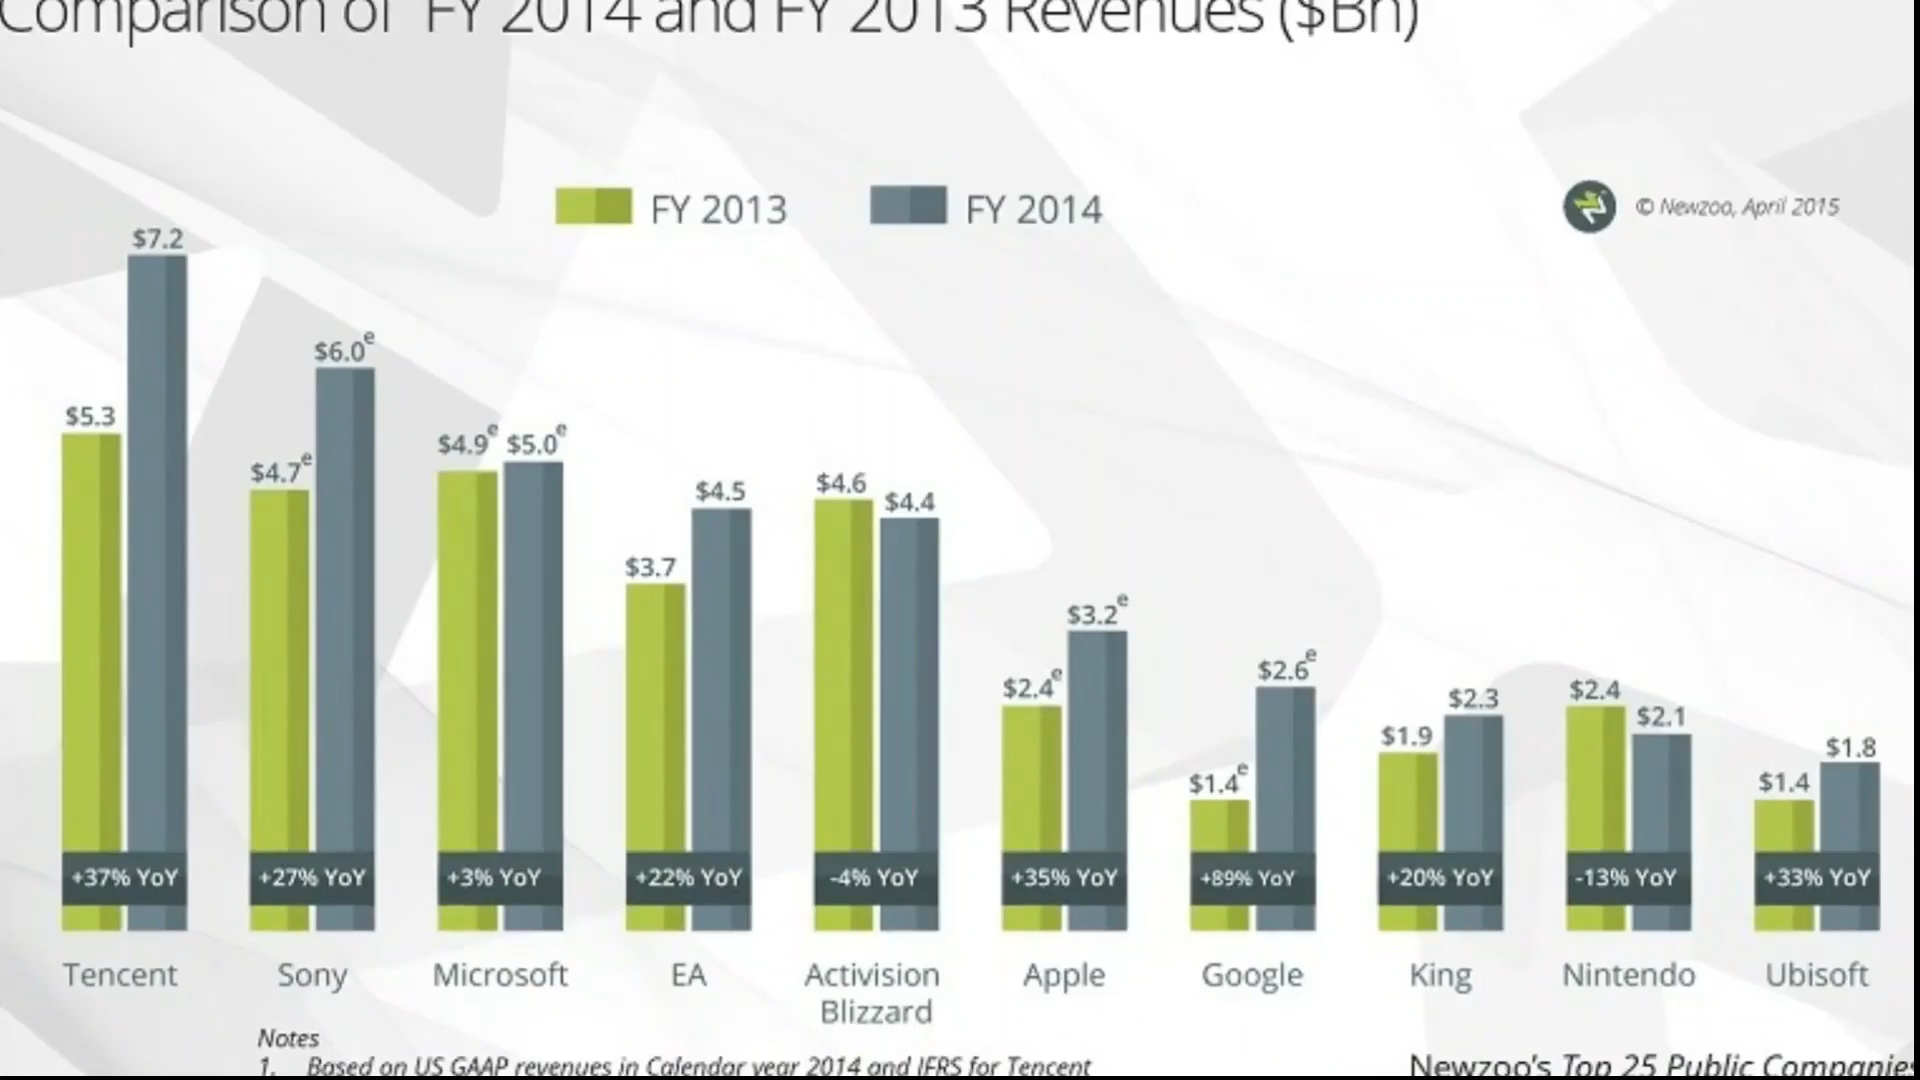 Comparison of FY 2014 and FY 2013 Revenues ($Bn)
FY 2013 FY 2014
© Newzoo, April 2015
$5.3 $7.2
$4.7e $6.0e
$4.9e $5.0e
$3.7 $4.5
$4.6 $4.4
$2.4e $3.2e
$1.4e $2.6e
$1.9 $2.3
$2.4 $2.1
$1.4 $1.8
+37% YoY +27% YoY +3% YoY +22% YoY -4% YoY +35% YoY +89% YoY +20% YoY -13% YoY +33% YoY
Tencent Sony Microsoft EA Activision Blizzard Apple Google King Nintendo Ubisoft
Notes
1. Based on US GAAP revenues in Calendar year 2014 and IFRS for Tencent
Newzoo's Top 25 Public Companies